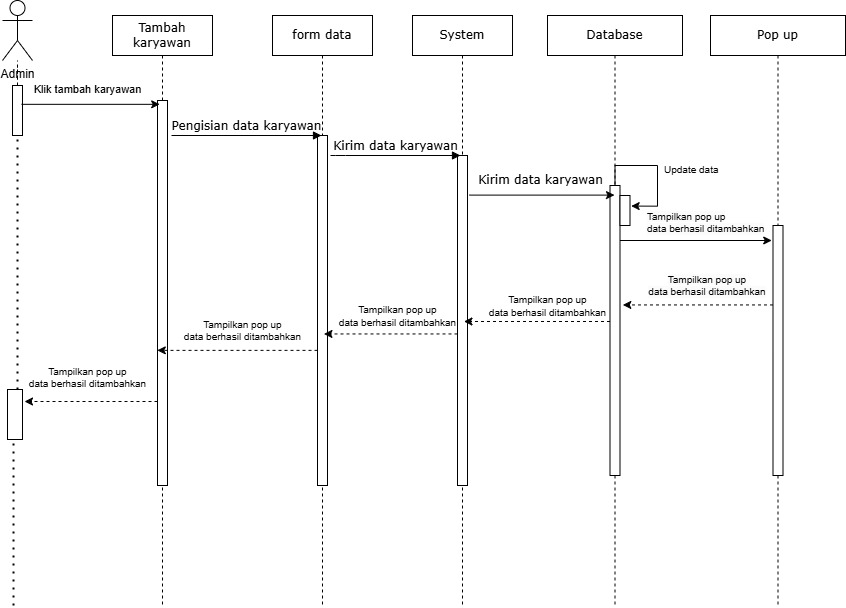 Tambah
karyawan
form data
System
Database
Pop up
Admin
Klik tambah karyawan
Pengisian data karyawan
Kirim data karyawan
Kirim data karyawan
Update data
Tampilkan pop up
data berhasil ditambahkan
Tampilkan pop up
data berhasil ditambahkan
Tampilkan pop up
data berhasil ditambahkan
Tampilkan pop up
data berhasil ditambahkan
Tampilkan pop up
data berhasil ditambahkan
Tampilkan pop up
data berhasil ditambahkan